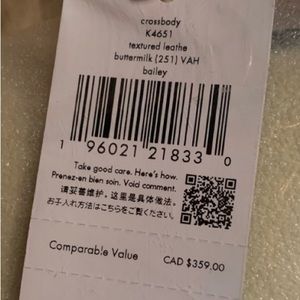 crossbody
K4651
textured leathe
buttermilk (251) VAH
bailey
1 96021 21833 0
Take good care. Here's how.
Prenez-en bien soin. Void comment.
请妥善维护。这里是具体做法。
お手入れ方法はこちらをご覧ください
Comparable Value CAD $359.00